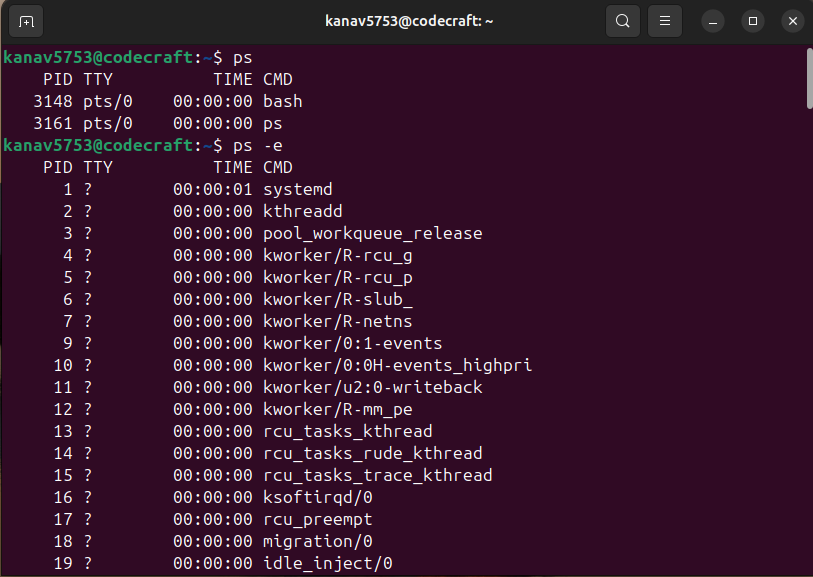 kanav5753@codecraft: ~
kanav5753@codecraft:~$ ps
    PID TTY          TIME CMD
   3148 pts/0    00:00:00 bash
   3161 pts/0    00:00:00 ps
kanav5753@codecraft:~$ ps -e
    PID TTY          TIME CMD
      1 ?        00:00:01 systemd
      2 ?        00:00:00 kthreadd
      3 ?        00:00:00 pool_workqueue_release
      4 ?        00:00:00 kworker/R-rcu_g
      5 ?        00:00:00 kworker/R-rcu_p
      6 ?        00:00:00 kworker/R-slub_
      7 ?        00:00:00 kworker/R-netns
      9 ?        00:00:00 kworker/0:1-events
     10 ?        00:00:00 kworker/0:0H-events_highpri
     11 ?        00:00:00 kworker/u2:0-writeback
     12 ?        00:00:00 kworker/R-mm_pe
     13 ?        00:00:00 rcu_tasks_kthread
     14 ?        00:00:00 rcu_tasks_rude_kthread
     15 ?        00:00:00 rcu_tasks_trace_kthread
     16 ?        00:00:00 ksoftirqd/0
     17 ?        00:00:00 rcu_preempt
     18 ?        00:00:00 migration/0
     19 ?        00:00:00 idle_inject/0